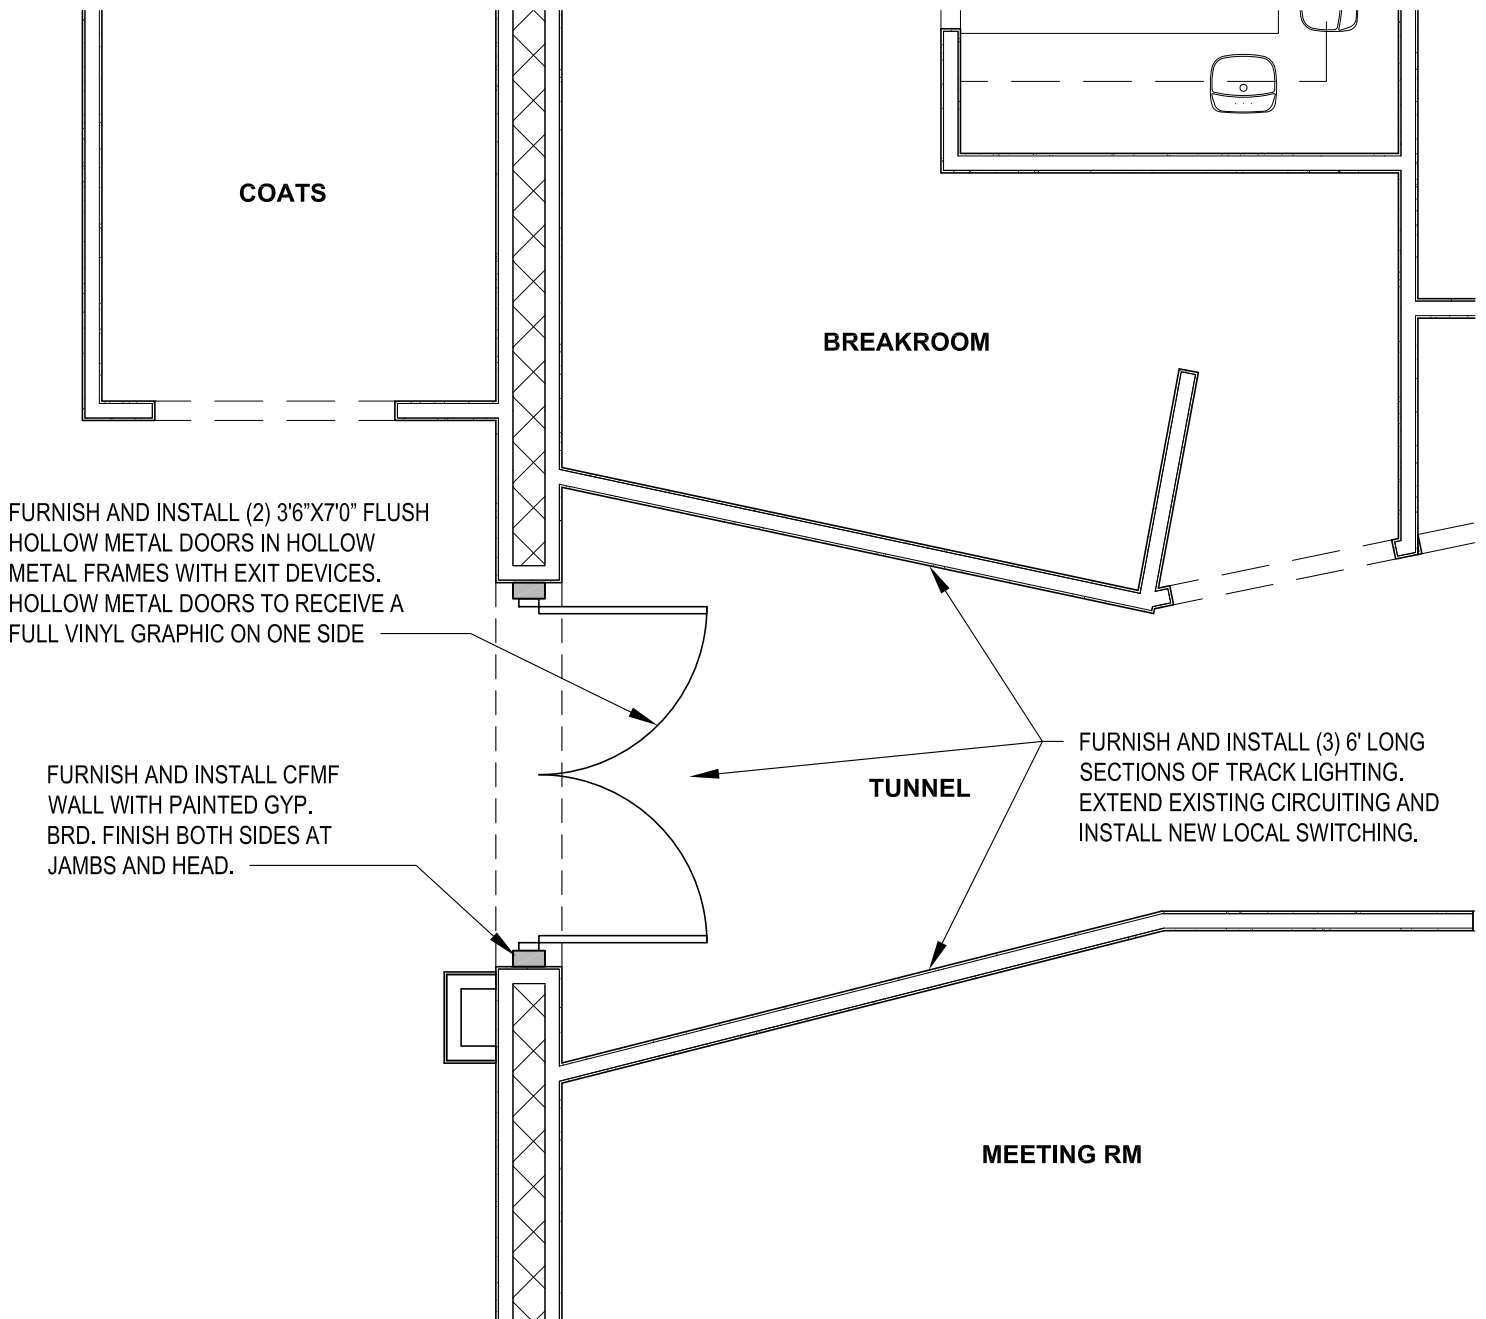 COATS
BREAKROOM
FURNISH AND INSTALL (2) 3'6”X7'0” FLUSH
HOLLOW METAL DOORS IN HOLLOW
METAL FRAMES WITH EXIT DEVICES.
HOLLOW METAL DOORS TO RECEIVE A
FULL VINYL GRAPHIC ON ONE SIDE
FURNISH AND INSTALL CFMF
WALL WITH PAINTED GYP.
BRD. FINISH BOTH SIDES AT
JAMBS AND HEAD.
TUNNEL
FURNISH AND INSTALL (3) 6' LONG
SECTIONS OF TRACK LIGHTING.
EXTEND EXISTING CIRCUITING AND
INSTALL NEW LOCAL SWITCHING.
MEETING RM